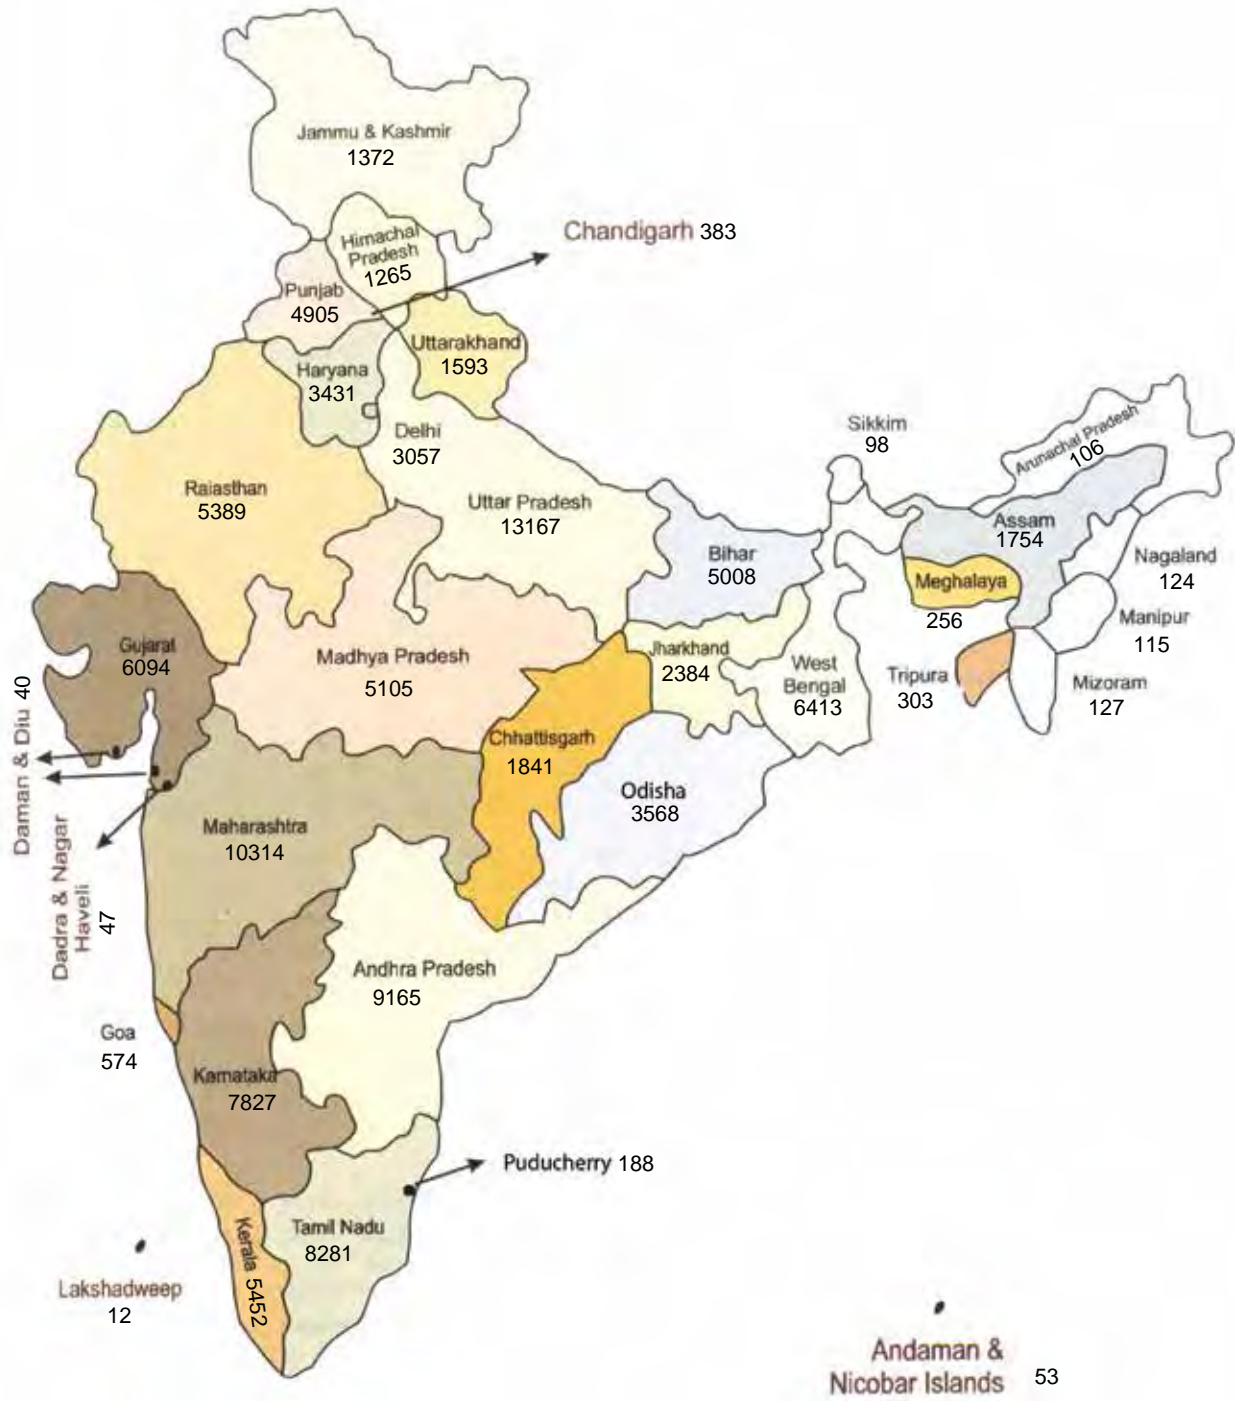 Jammu & Kashmir
1372
Chandigarh 383
Himachal
Pradesh
1265
Punjab
4905
Uttarakhand
1593
Haryana
3431
Delhi
3057
Sikkim
98
Arunachal Pradesh
106
Raiasthan
5389
Uttar Pradesh
13167
Assam
1754
Bihar
5008
Nagaland
124
Meghalaya
256
Manipur
115
Gujarat
6094
Madhya Pradesh
5105
Jharkhand
2384
West
Bengal
6413
Tripura
303
Mizoram
127
Daman & Diu 40
Chhattisgarh
1841
Odisha
3568
Maharashtra
10314
Dadra & Nagar
Haveli
47
Andhra Pradesh
9165
Goa
574
Karnataka
7827
Puducherry 188
Tamil Nadu
8281
Kerala 5452
Lakshadweep
12
Andaman &
Nicobar Islands 53